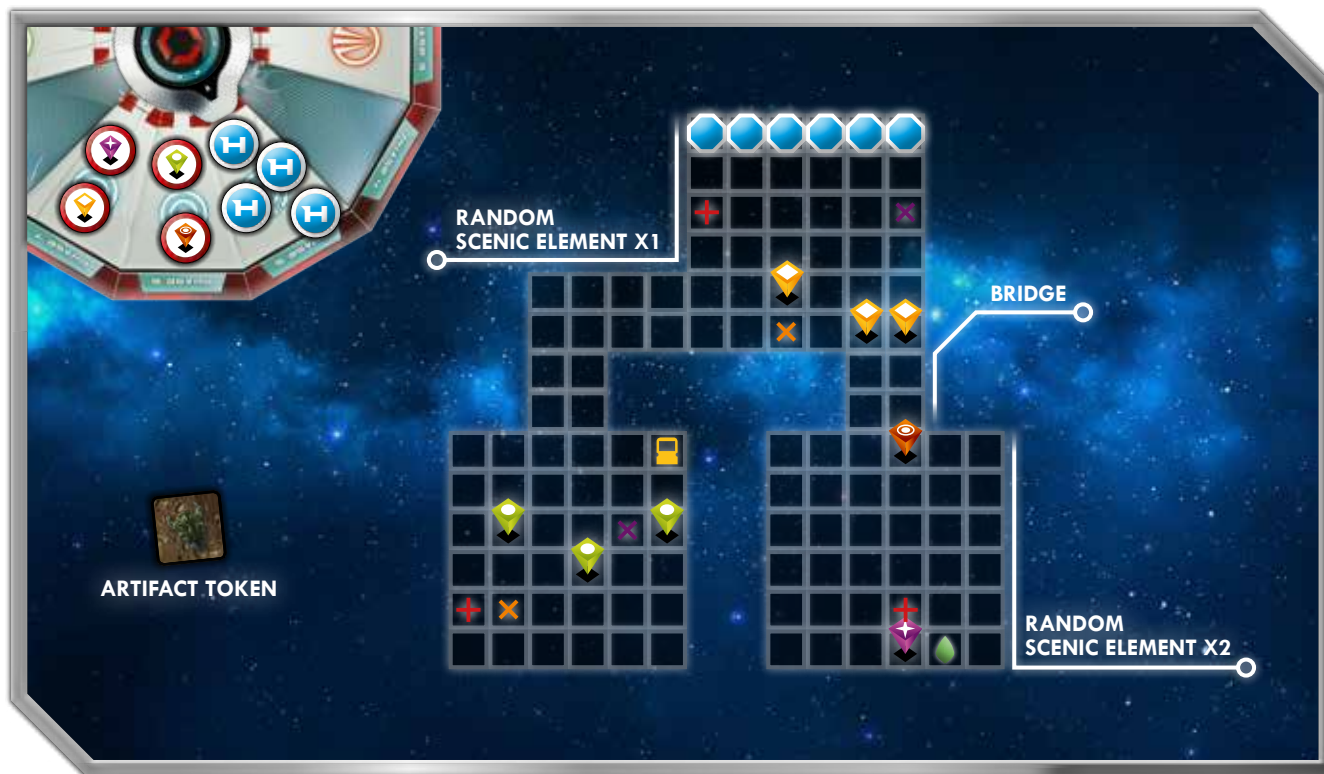 RANDOM
SCENIC ELEMENT X1
BRIDGE
ARTIFACT TOKEN
RANDOM
SCENIC ELEMENT X2